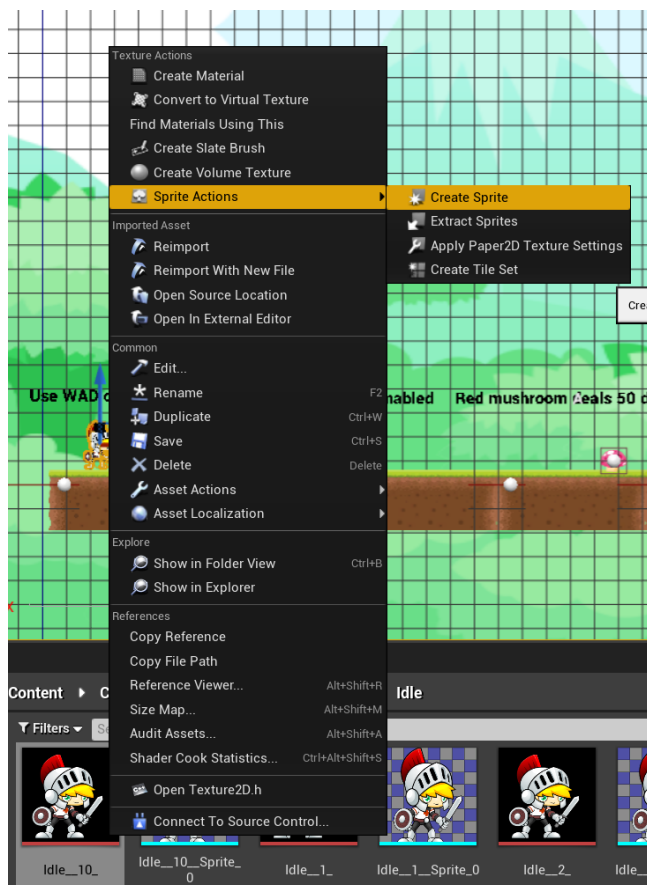 Texture Actions
Create Material
Convert to Virtual Texture
Find Materials Using This
Create Slate Brush
Create Volume Texture
Sprite Actions
Create Sprite
Extract Sprites
Apply Paper2D Texture Settings
Create Tile Set
Imported Asset
Reimport
Reimport With New File
Open Source Location
Open In External Editor
Common
Edit...
Rename F2
Duplicate Ctrl+W
Save Ctrl+S
Delete Delete
Asset Actions
Asset Localization
Explore
Show in Folder View Ctrl+B
Show in Explorer
References
Copy Reference
Copy File Path
Reference Viewer... Alt+Shift+R
Size Map... Alt+Shift+M
Audit Assets... Alt+Shift+A
Shader Cook Statistics... Ctrl+Alt+Shift+S
Open Texture2D.h
Connect To Source Control...
Use WAD
Red mushroom deals 50
Content
Idle
Filters
Idle__10_
Idle__10__Sprite_
0
Idle__1_
Idle__1__Sprite_0
Idle__2_